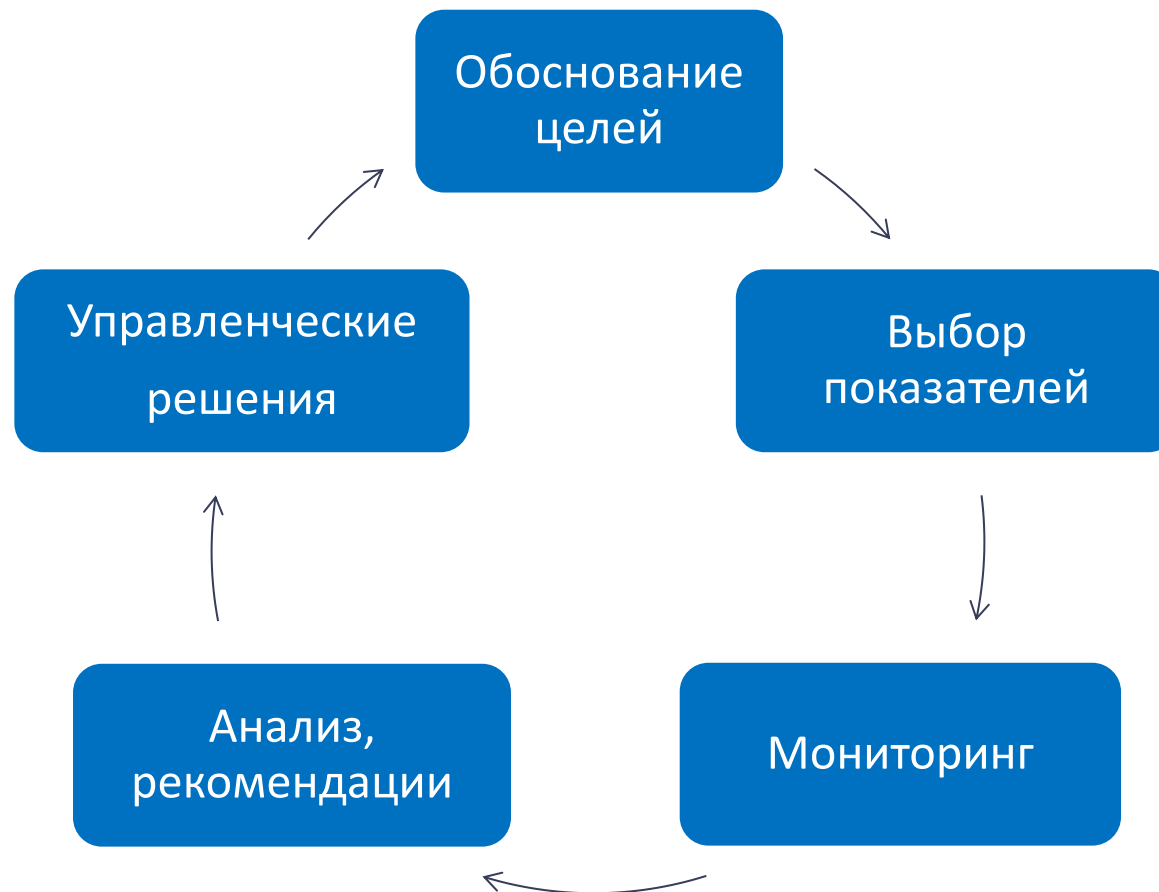 Обоснование
целей
Выбор
показателей
Мониторинг
Анализ,
рекомендации
Управленческие
решения